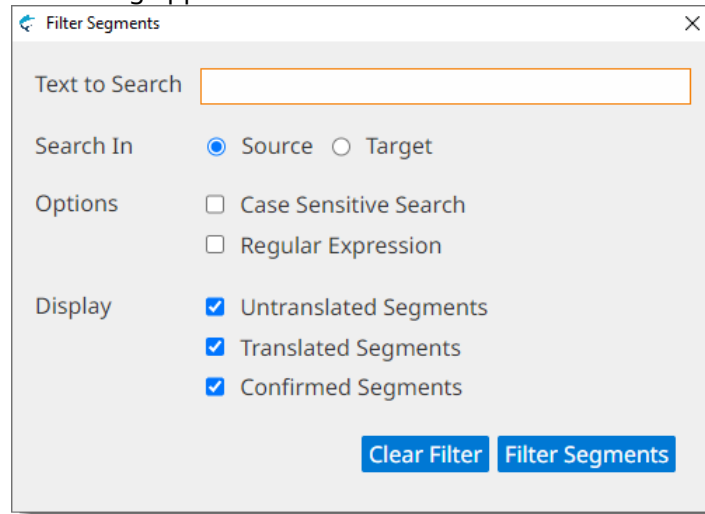 Filter Segments
Text to Search
Search In Source Target
Options Case Sensitive Search
Regular Expression
Display Untranslated Segments
Translated Segments
Confirmed Segments
Clear Filter Filter Segments